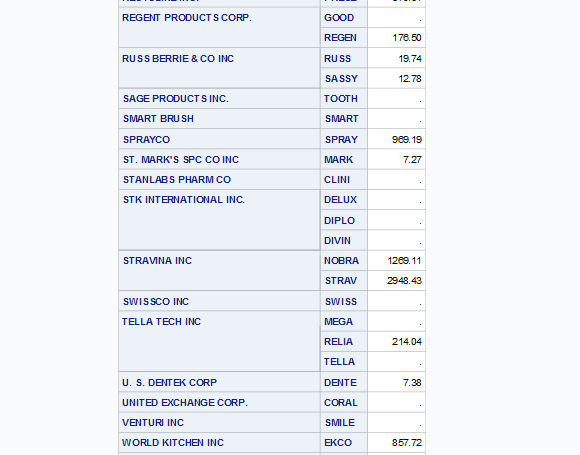 REGENT PRODUCTS CORP. GOOD .
REGEN 176.50
RUSS BERRIE & CO INC RUSS 19.74
SASSY 12.78
SAGE PRODUCTS INC. TOOTH .
SMART BRUSH SMART .
SPRAYCO SPRAY 969.19
ST. MARK'S SPC CO INC MARK 7.27
STANLABS PHARM CO CLINI .
STK INTERNATIONAL INC. DELUX .
DIPLO .
DIVIN .
STRAVINA INC NOBRA 1269.11
STRAV 2948.43
SWISSCO INC SWISS .
TELLA TECH INC MEGA .
RELIA 214.04
TELLA .
U. S. DENTEK CORP DENTE 7.38
UNITED EXCHANGE CORP. CORAL .
VENTURI INC SMILE .
WORLD KITCHEN INC EKCO 857.72